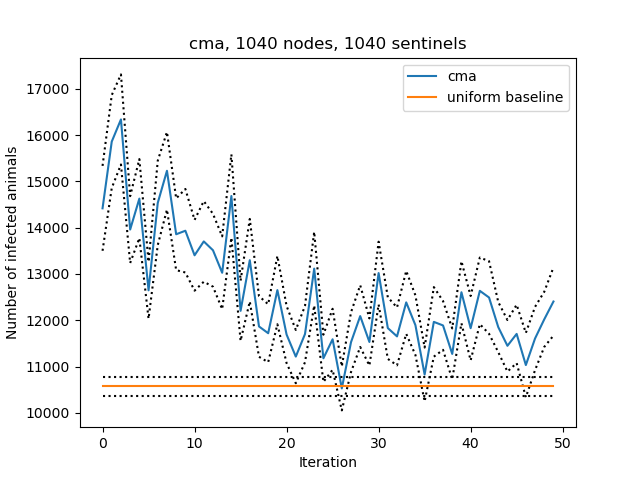 cma, 1040 nodes, 1040 sentinels
cma
uniform baseline
Number of infected animals
17000
16000
15000
14000
13000
12000
11000
10000
0 10 20 30 40 50
Iteration